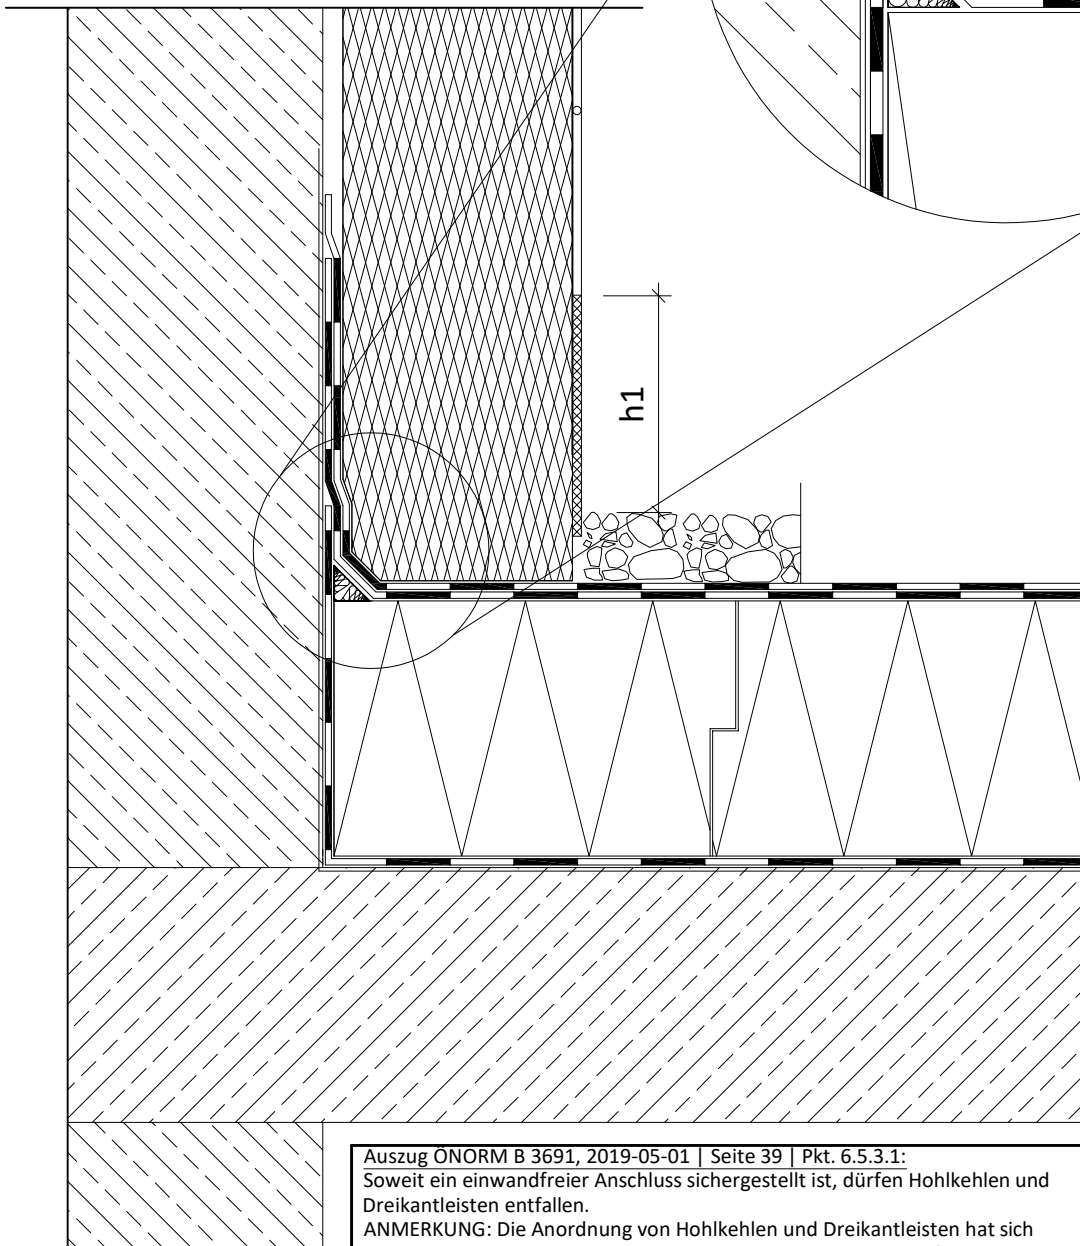 h1
Auszug ÖNORM B 3691, 2019-05-01 | Seite 39 | Pkt. 6.5.3.1:
Soweit ein einwandfreier Anschluss sichergestellt ist, dürfen Hohlkehlen und
Dreikantleisten entfallen.
ANMERKUNG: Die Anordnung von Hohlkehlen und Dreikantleisten hat sich